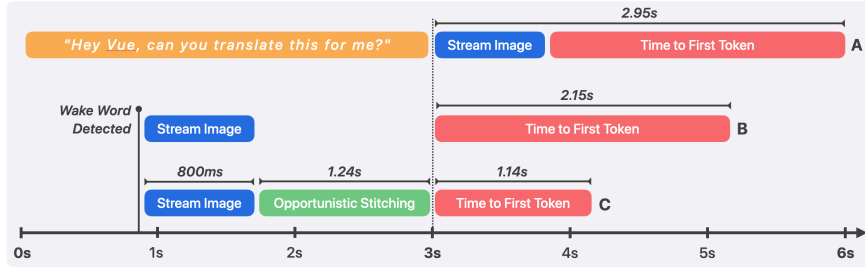 2.95s
"Hey Vue, can you translate this for me?"
Stream Image
Time to First Token
A
2.15s
Wake Word
Detected
Stream Image
Time to First Token
B
800ms
1.24s
1.14s
Stream Image
Opportunistic Stitching
Time to First Token
C
0s
1s
2s
3s
4s
5s
6s